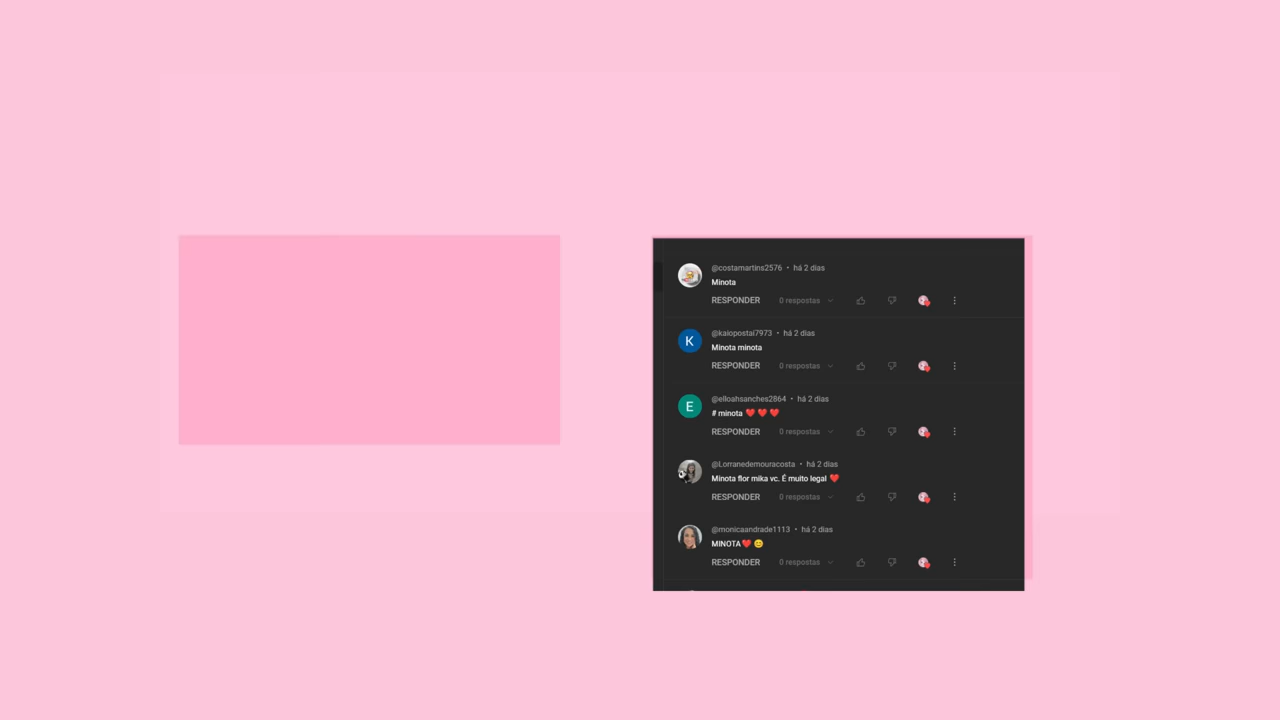 @costamartins2576 • há 2 dias
Minota
RESPONDER 0 respostas
@kaiopostai7973 • há 2 dias
Minota minota
RESPONDER 0 respostas
@elloahsanches2864 • há 2 dias
# minota ❤️ ❤️ ❤️
RESPONDER 0 respostas
@Lorranedemouracosta • há 2 dias
Minota flor mika vc. É muito legal ❤️
RESPONDER 0 respostas
@monicaandrade1113 • há 2 dias
MINOTA❤️ 😊
RESPONDER 0 respostas